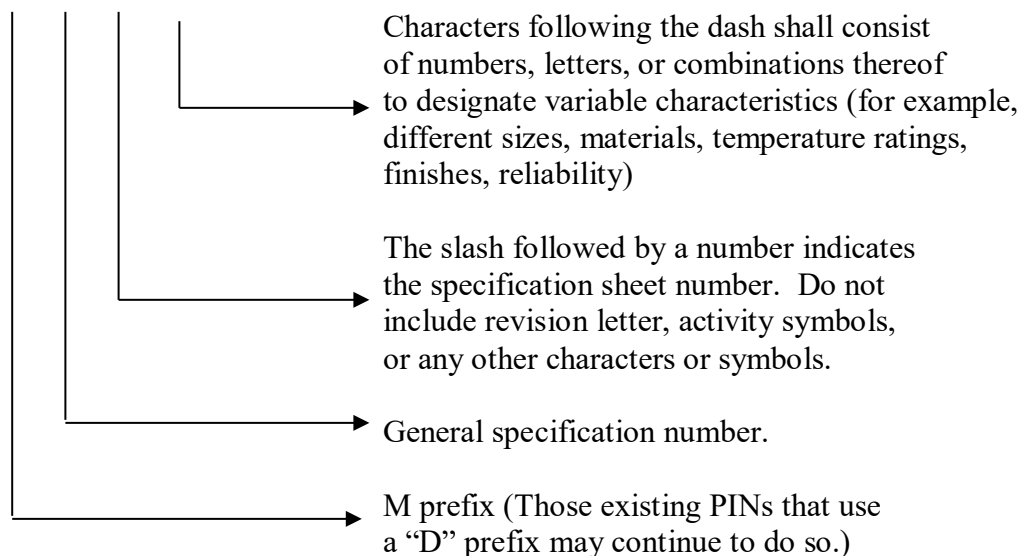 Characters following the dash shall consist
of numbers, letters, or combinations thereof
to designate variable characteristics (for example,
different sizes, materials, temperature ratings,
finishes, reliability)
The slash followed by a number indicates
the specification sheet number.  Do not
include revision letter, activity symbols,
or any other characters or symbols.
General specification number.
M prefix (Those existing PINs that use
a “D” prefix may continue to do so.)